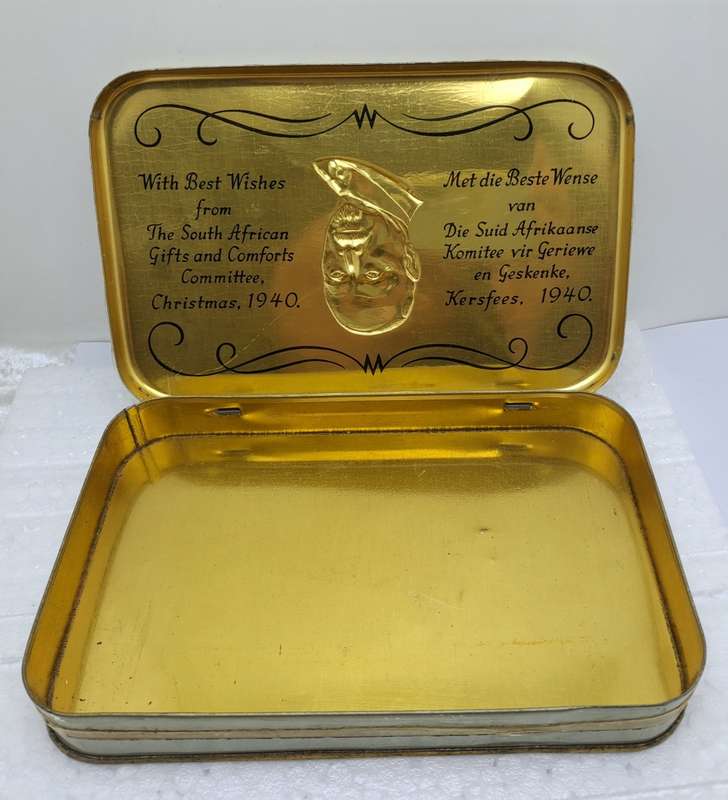 With Best Wishes
from
The South African
Gifts and Comforts
Committee,
Christmas, 1940.
Met die Beste Wense
van
Die Suid Afrikaanse
Komitee vir Geriewe
en Geskenke,
Kersfees, 1940.